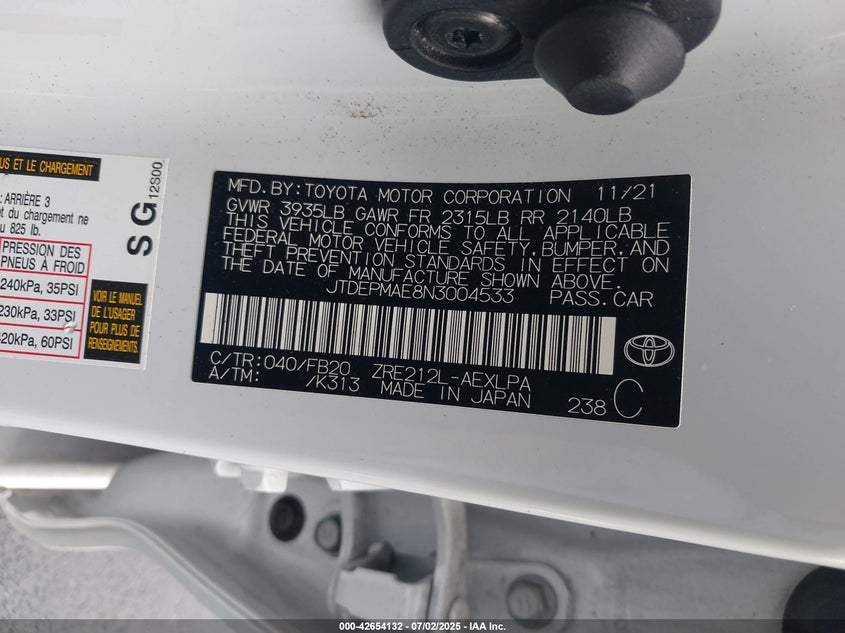 US ET LE CHARGEMENT
: ARRIÈRE 3
et du chargement ne
u 825 lb.
PRESSION DES
PNEUS À FROID
240kPa, 35PSI
230kPa, 33PSI
420kPa, 60PSI
VOIR LE MANUEL
DE L'USAGER
POUR PLUS DE
RENSEIGNEMENTS.
SG
12S00
MFD. BY: TOYOTA MOTOR CORPORATION 11/21
GVWR 3935LB GAWR FR 2315LB RR 2140LB
THIS VEHICLE CONFORMS TO ALL APPLICABLE
FEDERAL MOTOR VEHICLE SAFETY, BUMPER, AND
THEFT PREVENTION STANDARDS IN EFFECT ON
THE DATE OF MANUFACTURE SHOWN ABOVE.
JTDEPMAE8N3004533 PASS.CAR
C/TR: 040/FB20 ZRE212L-AEXLPA
A/TM: /K313 MADE IN JAPAN
238 C
000-42654132 - 07/02/2025 - IAA Inc.